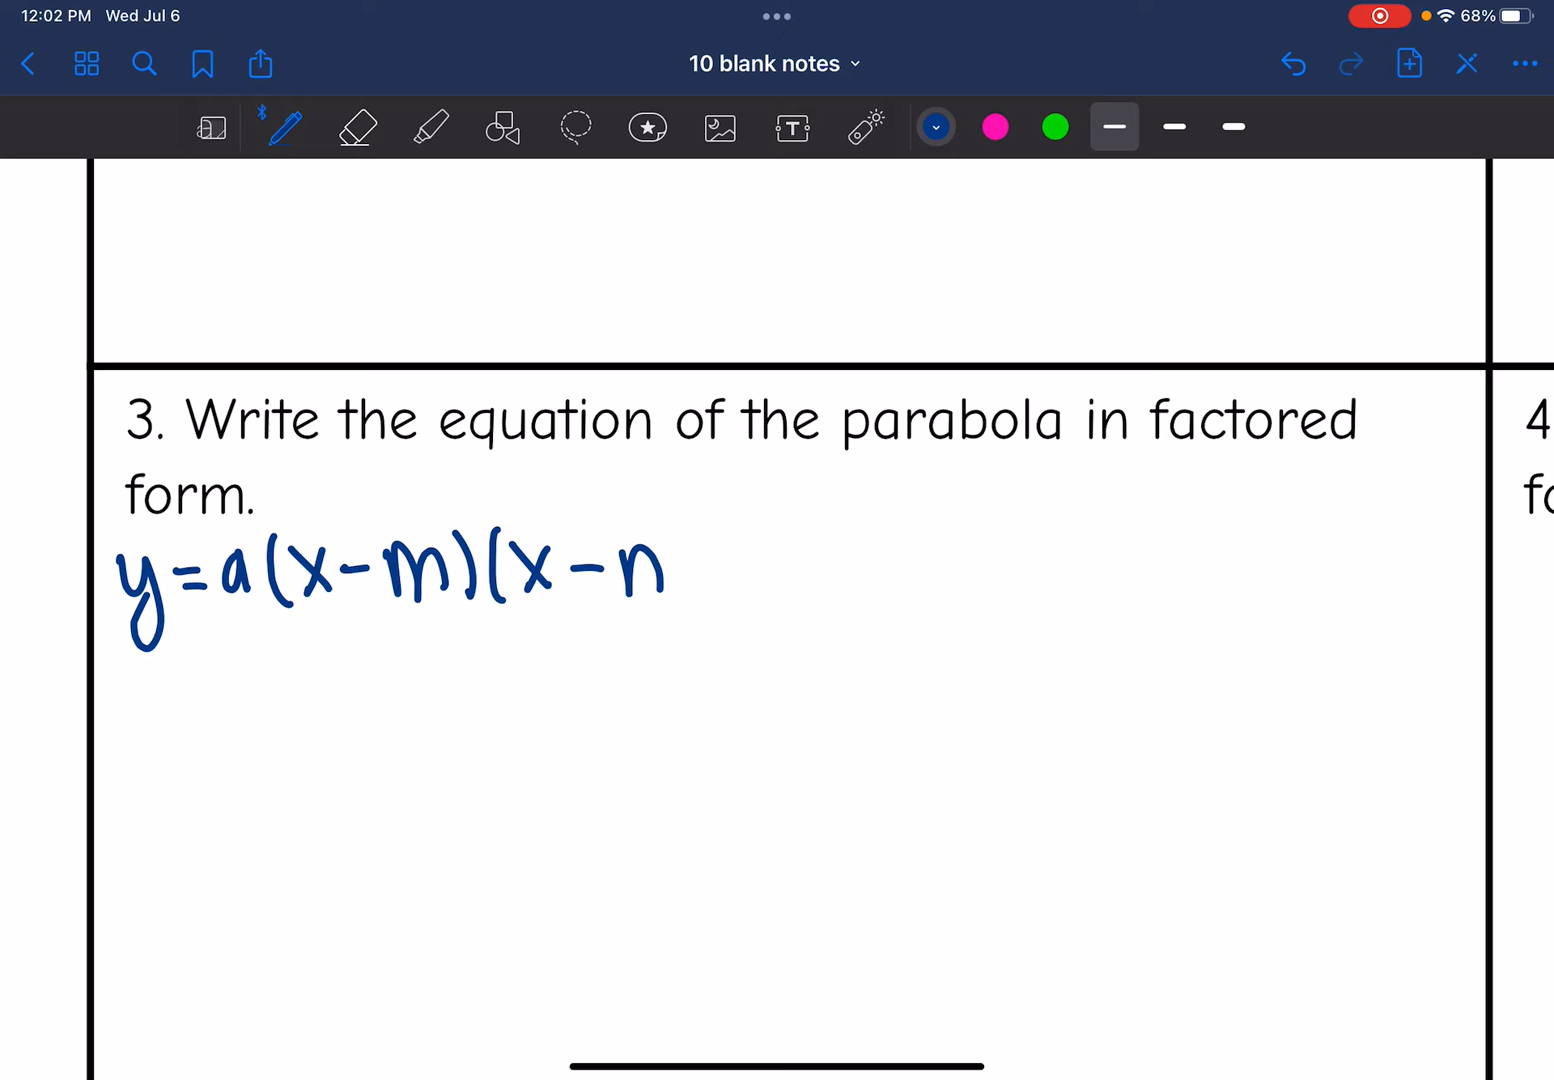 12:02 PM Wed Jul 6
68%
10 blank notes
T
3. Write the equation of the parabola in factored
form.
4
fo
y=a(x-m)(x-n